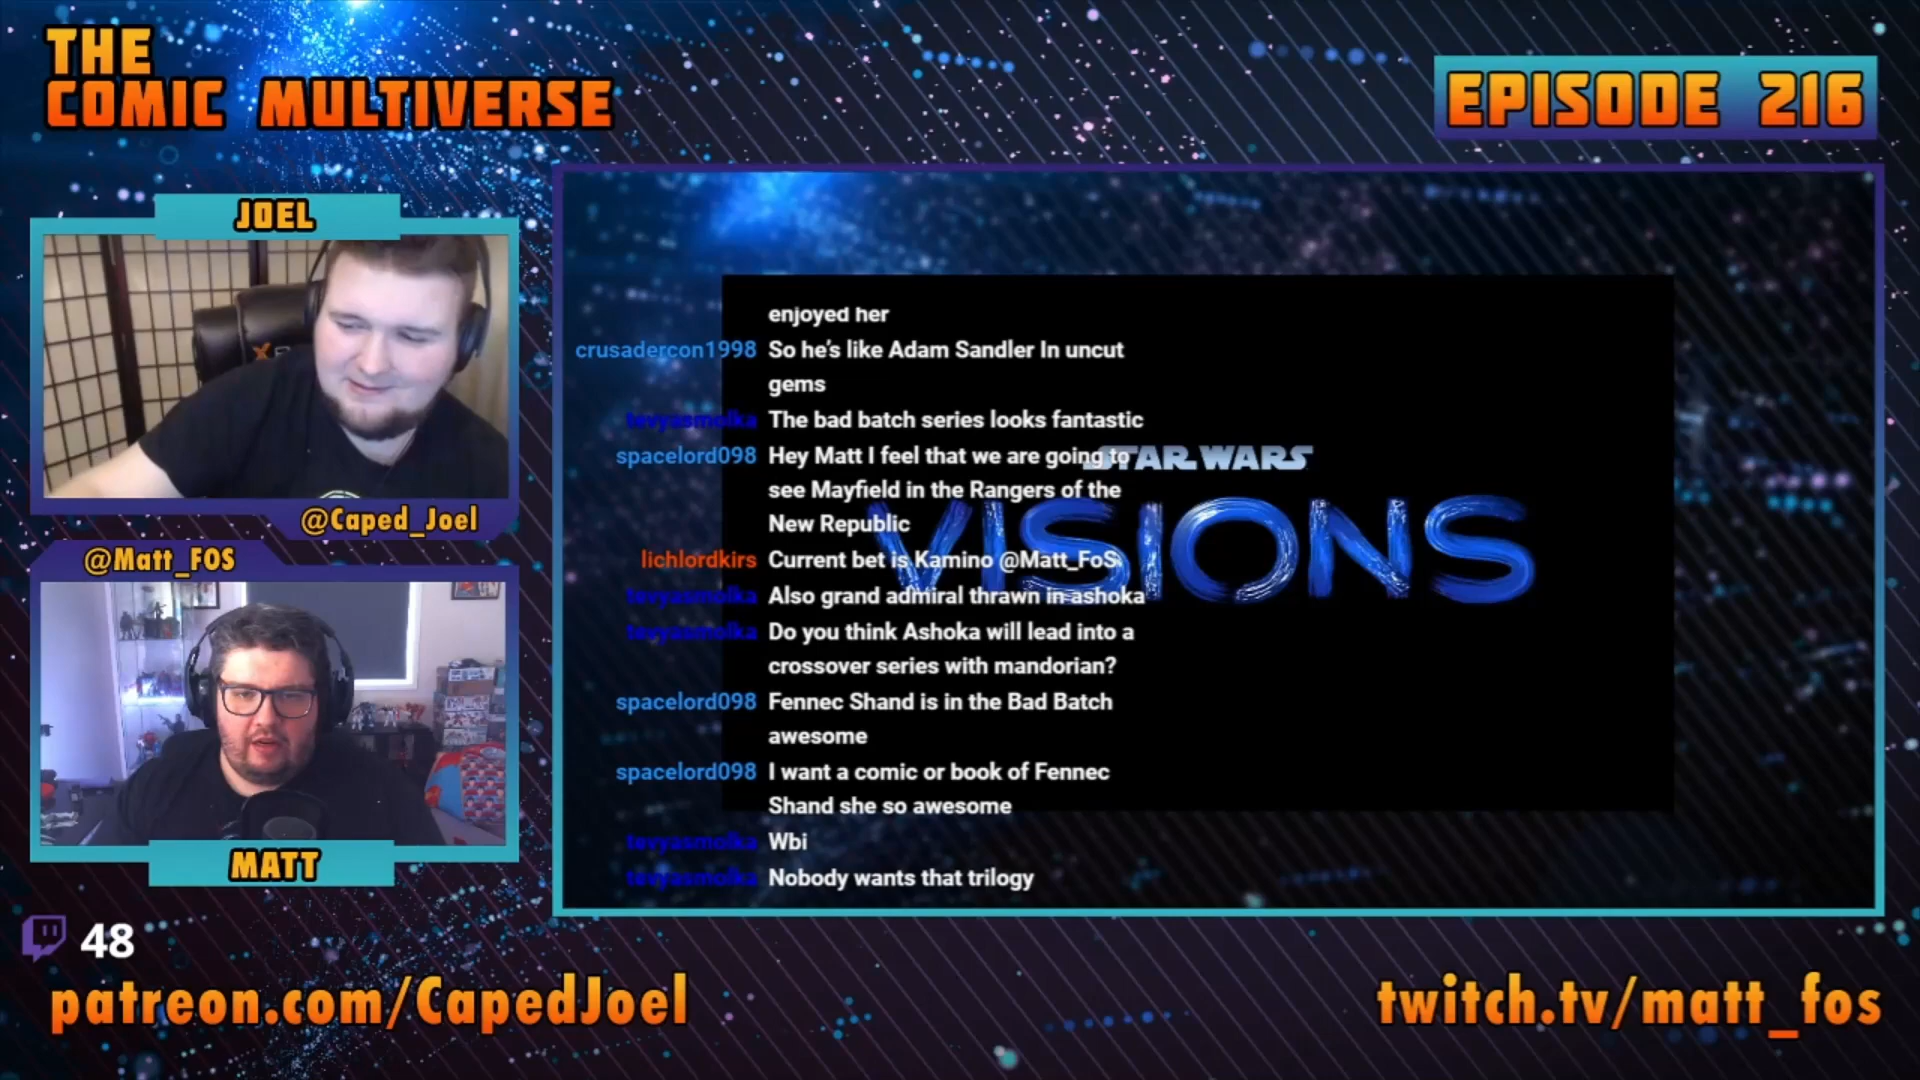 THE
COMIC MULTIVERSE
EPISODE 216
JOEL
@Caped_Joel
@Matt_FOS
MATT
enjoyed her
crusadercon1998 So he's like Adam Sandler In uncut
gems
tevyasmolka The bad batch series looks fantastic
spacelord098 Hey Matt I feel that we are going to
see Mayfield in the Rangers of the
New Republic
lichlordkirs Current bet is Kamino @Matt_FoS
tevyasmolka Also grand admiral thrawn in ashoka
tevyasmolka Do you think Ashoka will lead into a
crossover series with mandorian?
spacelord098 Fennec Shand is in the Bad Batch
awesome
spacelord098 I want a comic or book of Fennec
Shand she so awesome
tevyasmolka Wbi
tevyasmolka Nobody wants that trilogy
STAR WARS
VISIONS
48
patreon.com/CapedJoel
twitch.tv/matt_fos